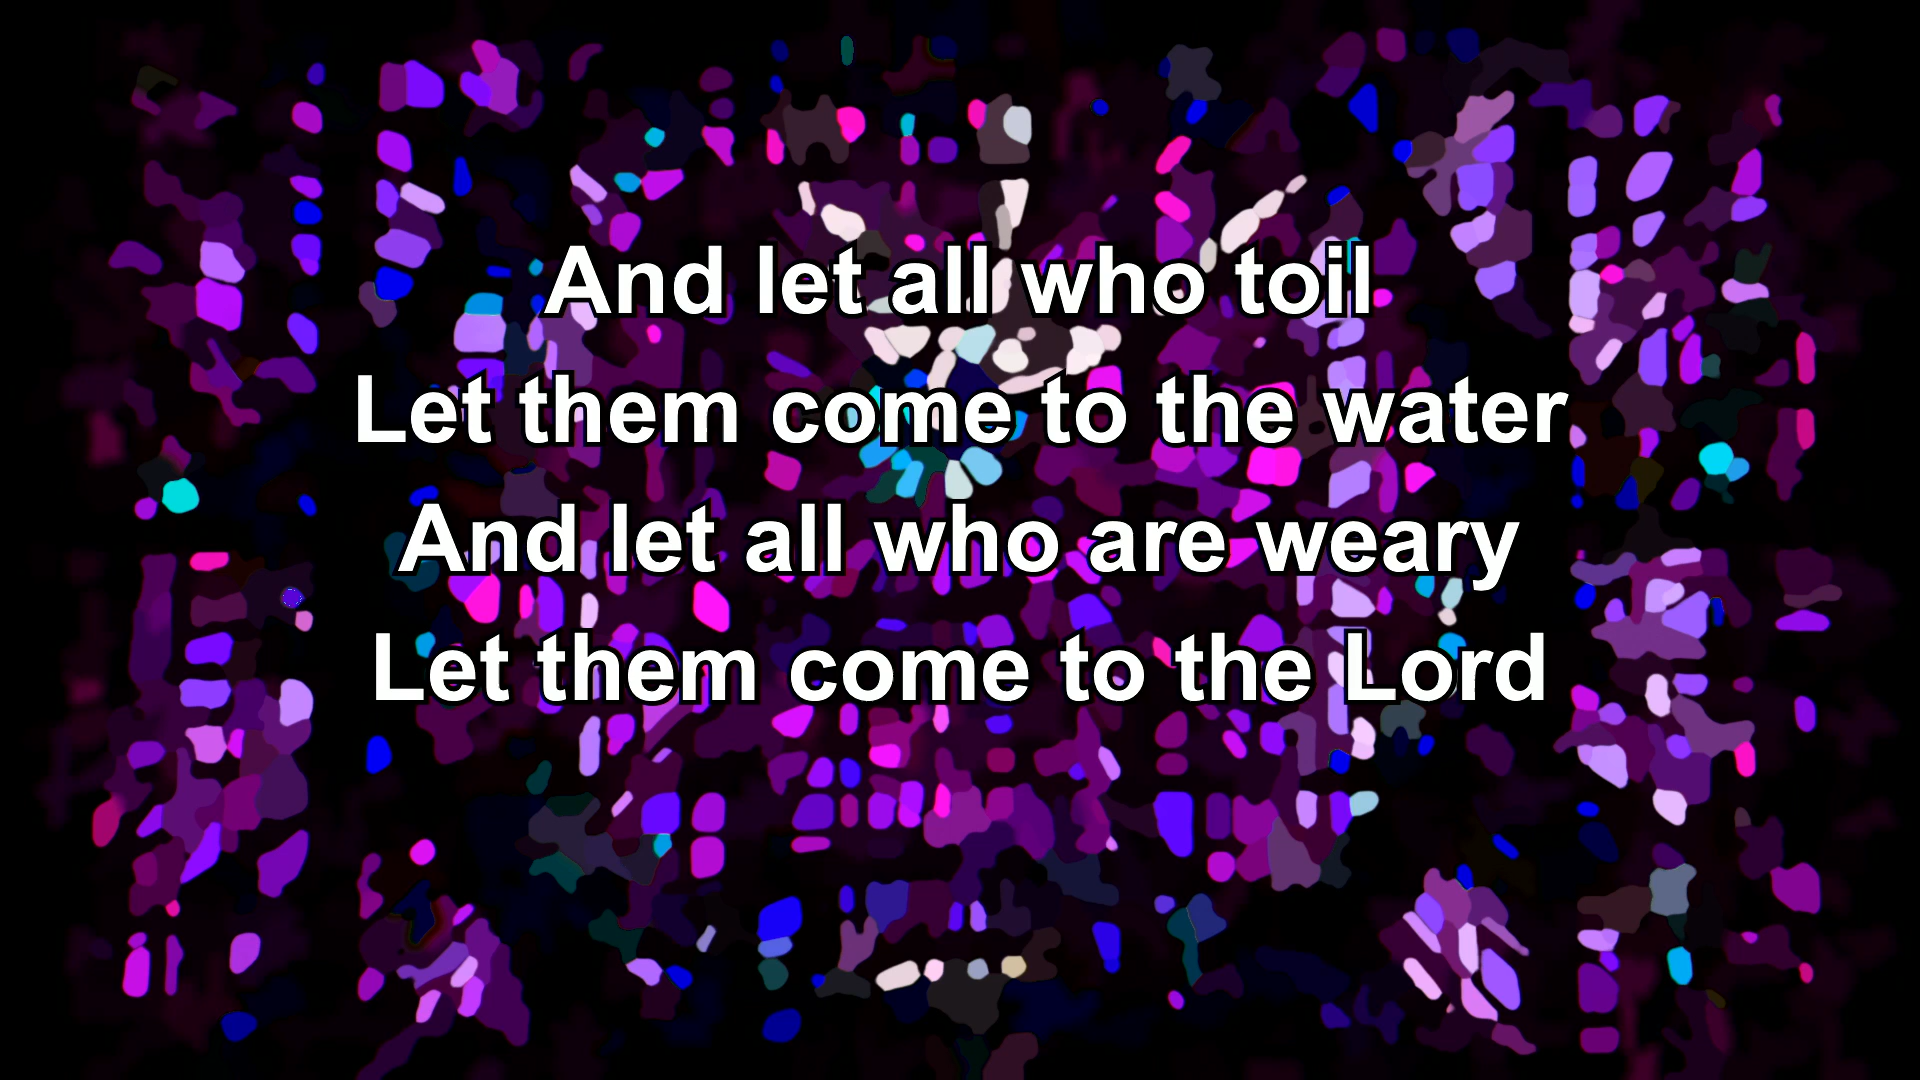 And let all who toil
Let them come to the water
And let all who are weary
Let them come to the Lord